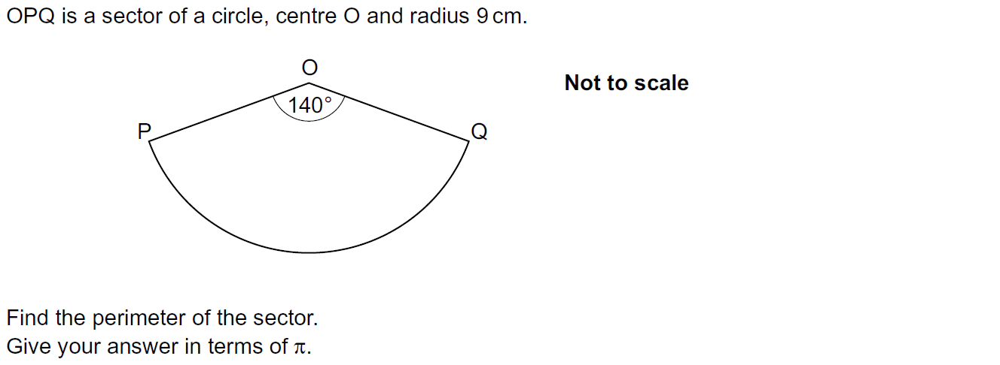 OPQ is a sector of a circle, centre O and radius 9 cm.
O
Not to scale
140°
P
Q
Find the perimeter of the sector.
Give your answer in terms of π.